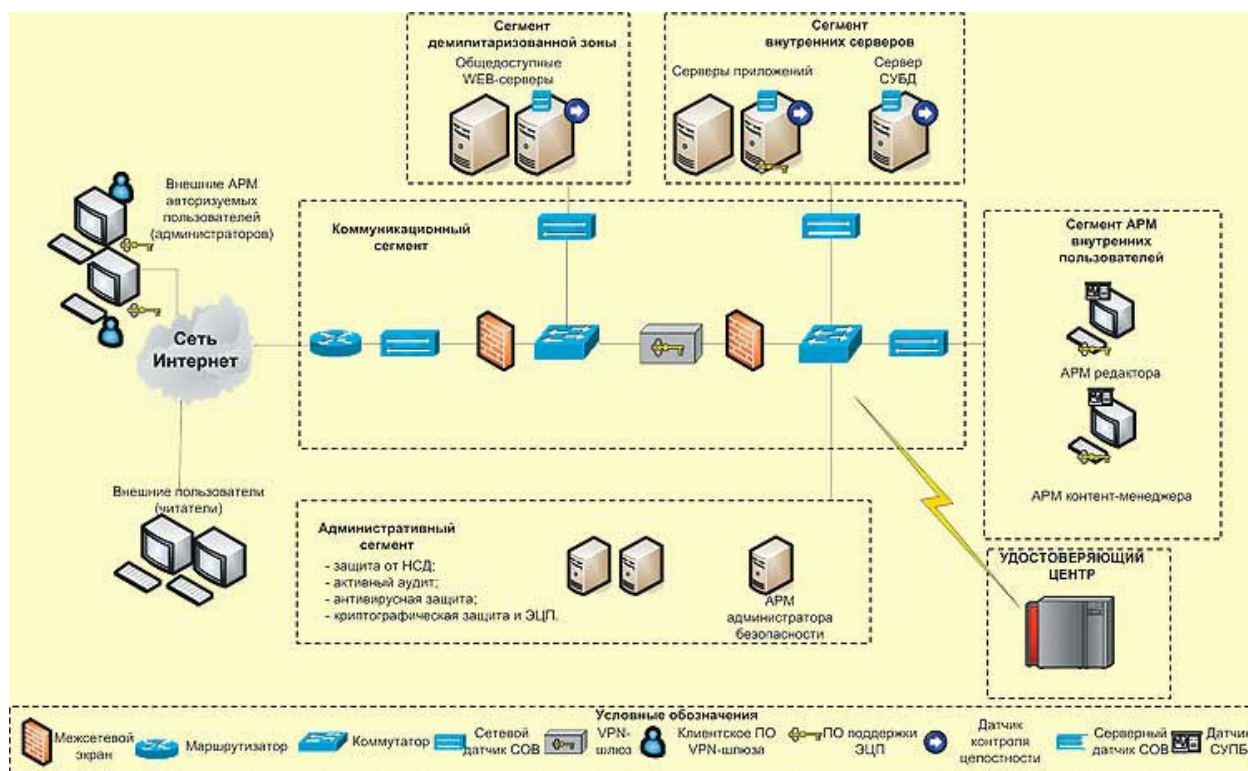 Сегмент
демилитаризованной зоны
Общедоступные
WEB-серверы
Сегмент
внутренних серверов
Серверы приложений
Сервер
СУБД
Внешние АРМ
авторизуемых
пользователей
(администраторов)
Коммуникационный
сегмент
Сегмент АРМ
внутренних
пользователей
Сеть
Интернет
АРМ редактора
АРМ контент-менеджера
Внешние пользователи
(читатели)
Административный
сегмент
- защита от НСД;
- активный аудит;
- антивирусная защита;
- криптографическая защита и ЭЦП.
АРМ
администратора
безопасности
УДОСТОВЕРЯЮЩИЙ
ЦЕНТР
Условные обозначения
Межсетевой
экран
Маршрутизатор
Коммутатор
Сетевой
датчик СОВ
VPN-
шлюз
Клиентское ПО
VPN-шлюза
ПО поддержки
ЭЦП
Датчик
контроля
целостности
Серверный
датчик СОВ
Датчик
СУПБ